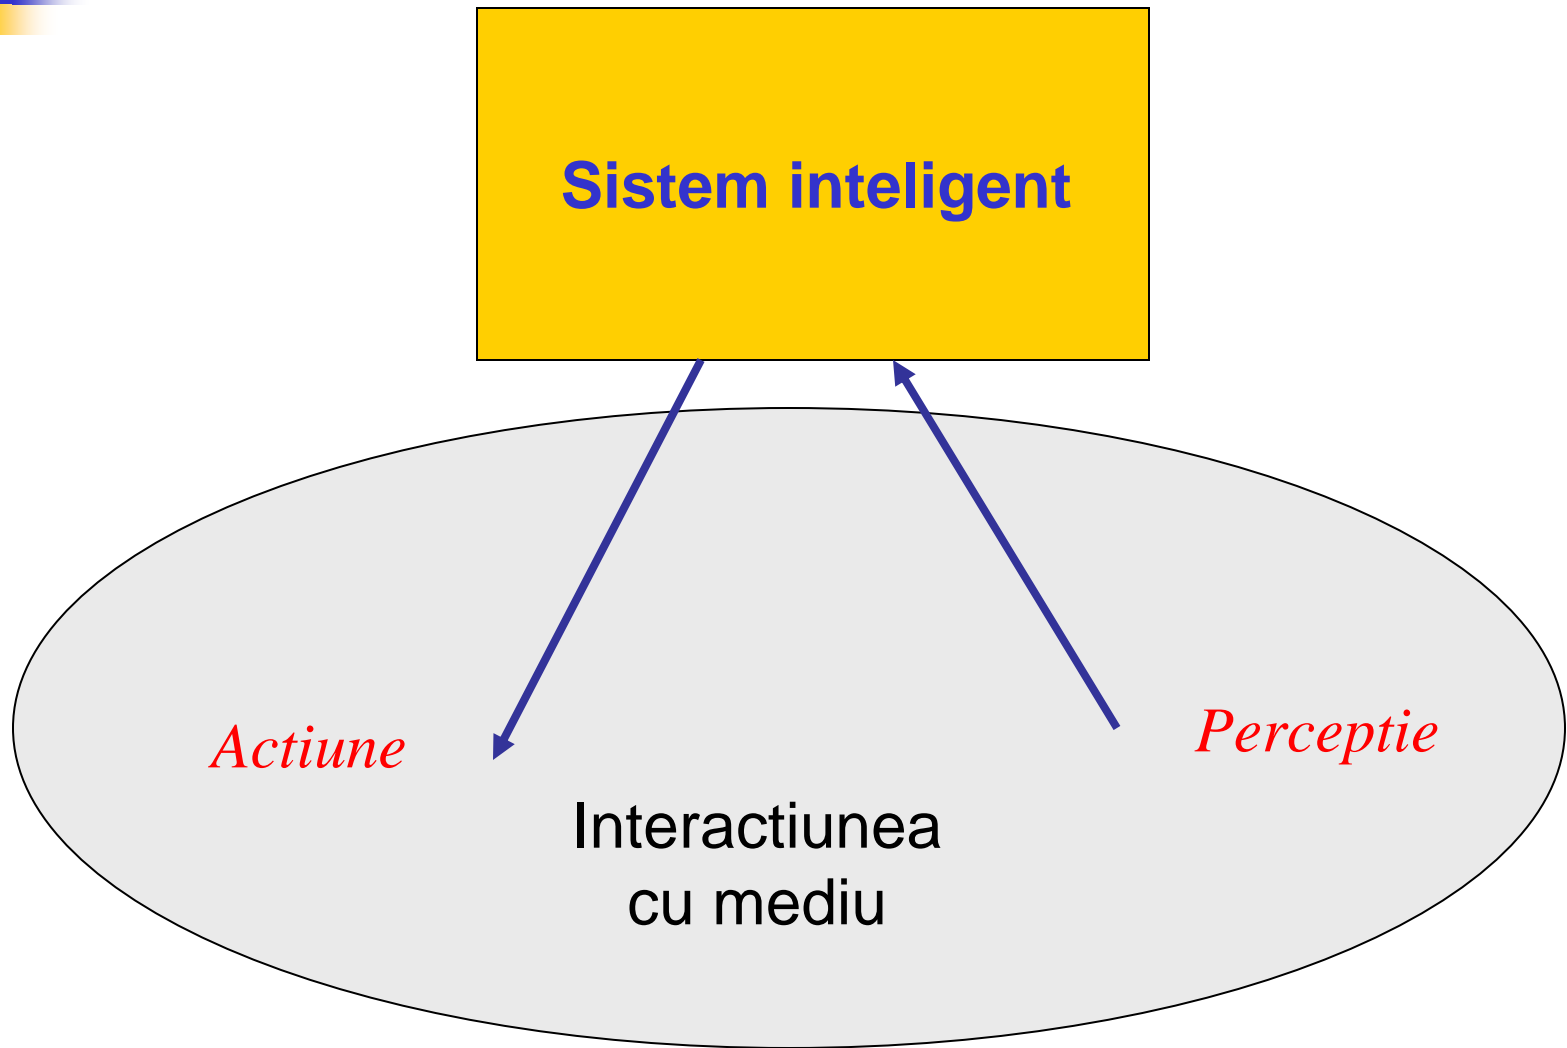 Sistem inteligent
Actiune
Perceptie
Interactiunea
cu mediu